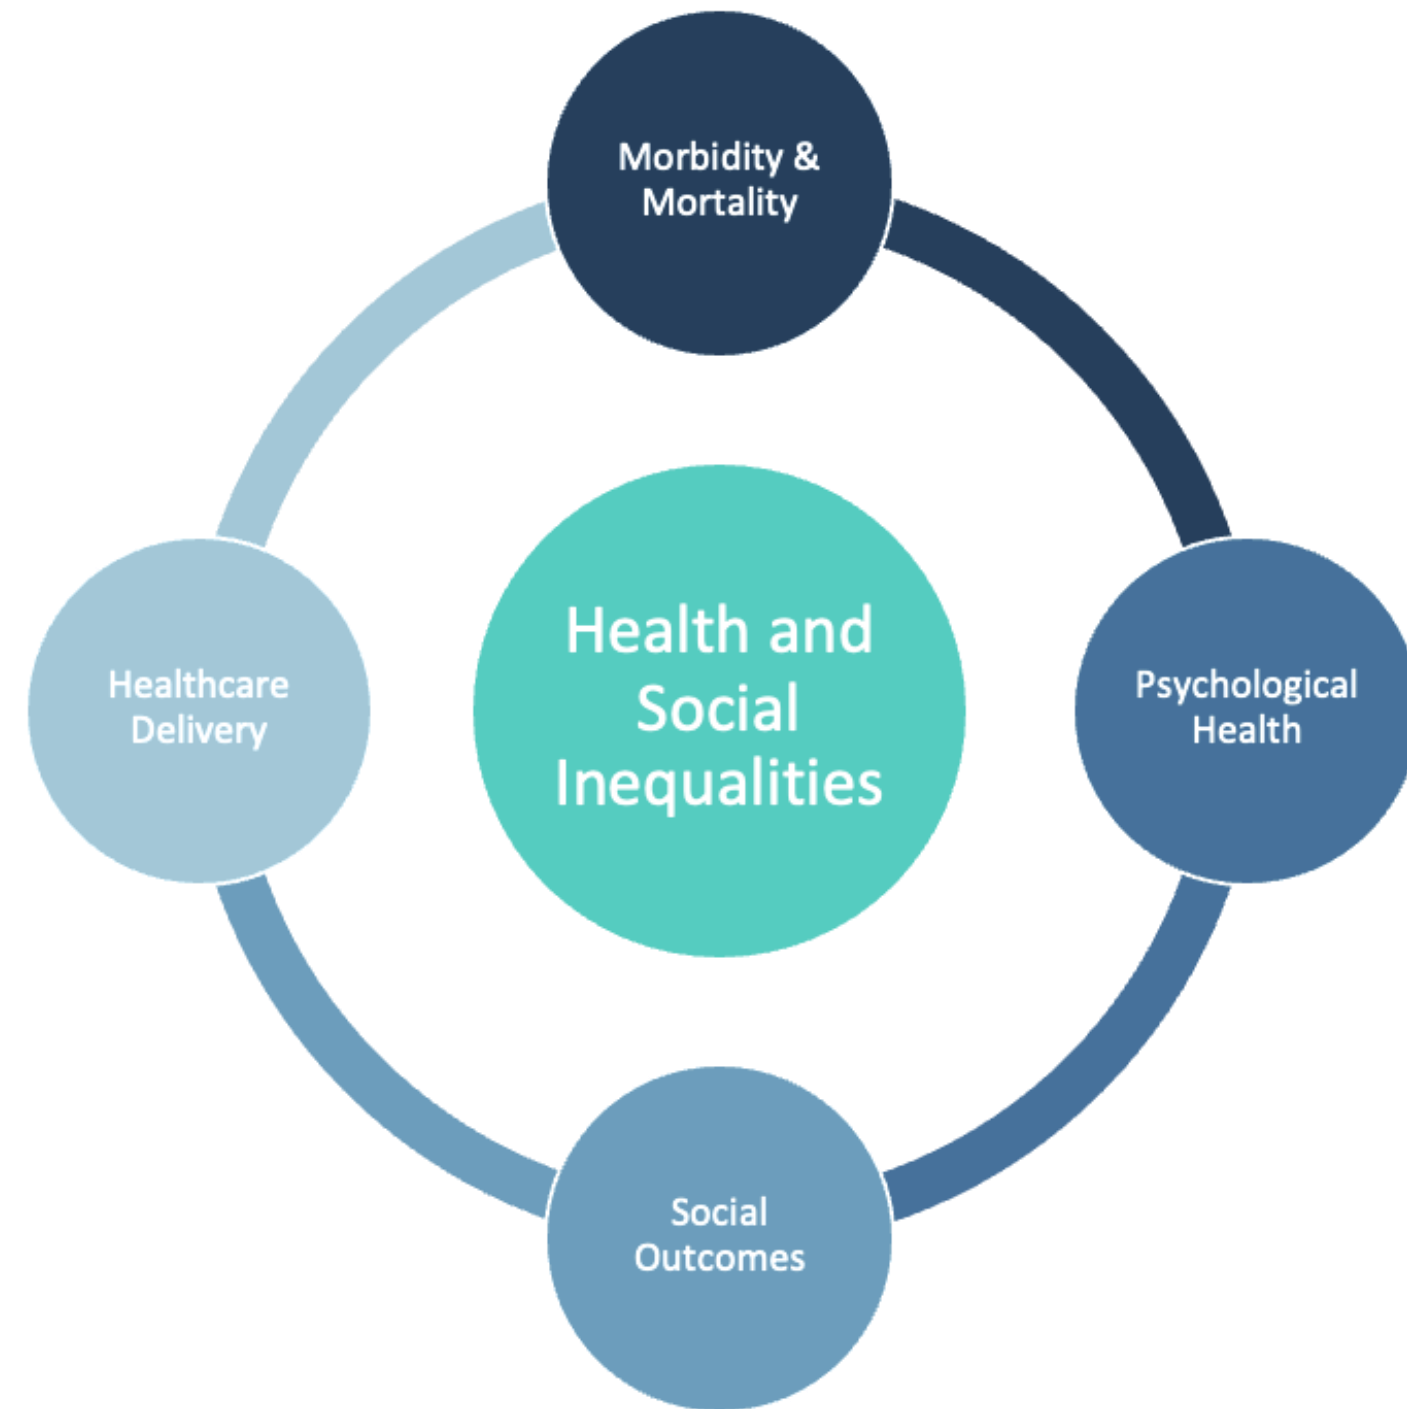 Morbidity &
Mortality
Health and
Social
Inequalities
Psychological
Health
Healthcare
Delivery
Social
Outcomes